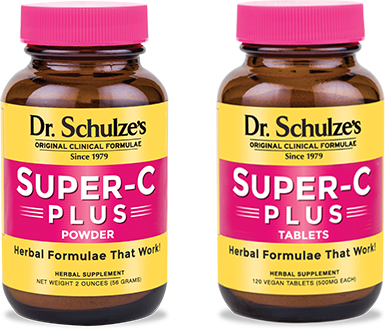 Dr. Schulze's
ORIGINAL CLINICAL FORMULAE
Since 1979
SUPER-C
PLUS
POWDER
Herbal Formulae That Work!
HERBAL SUPPLEMENT
NET WEIGHT 2 OUNCES (56 GRAMS)
Dr. Schulze's
ORIGINAL CLINICAL FORMULAE
Since 1979
SUPER-C
PLUS
TABLETS
Herbal Formulae That Work!
HERBAL SUPPLEMENT
120 VEGAN TABLETS (500MG EACH)